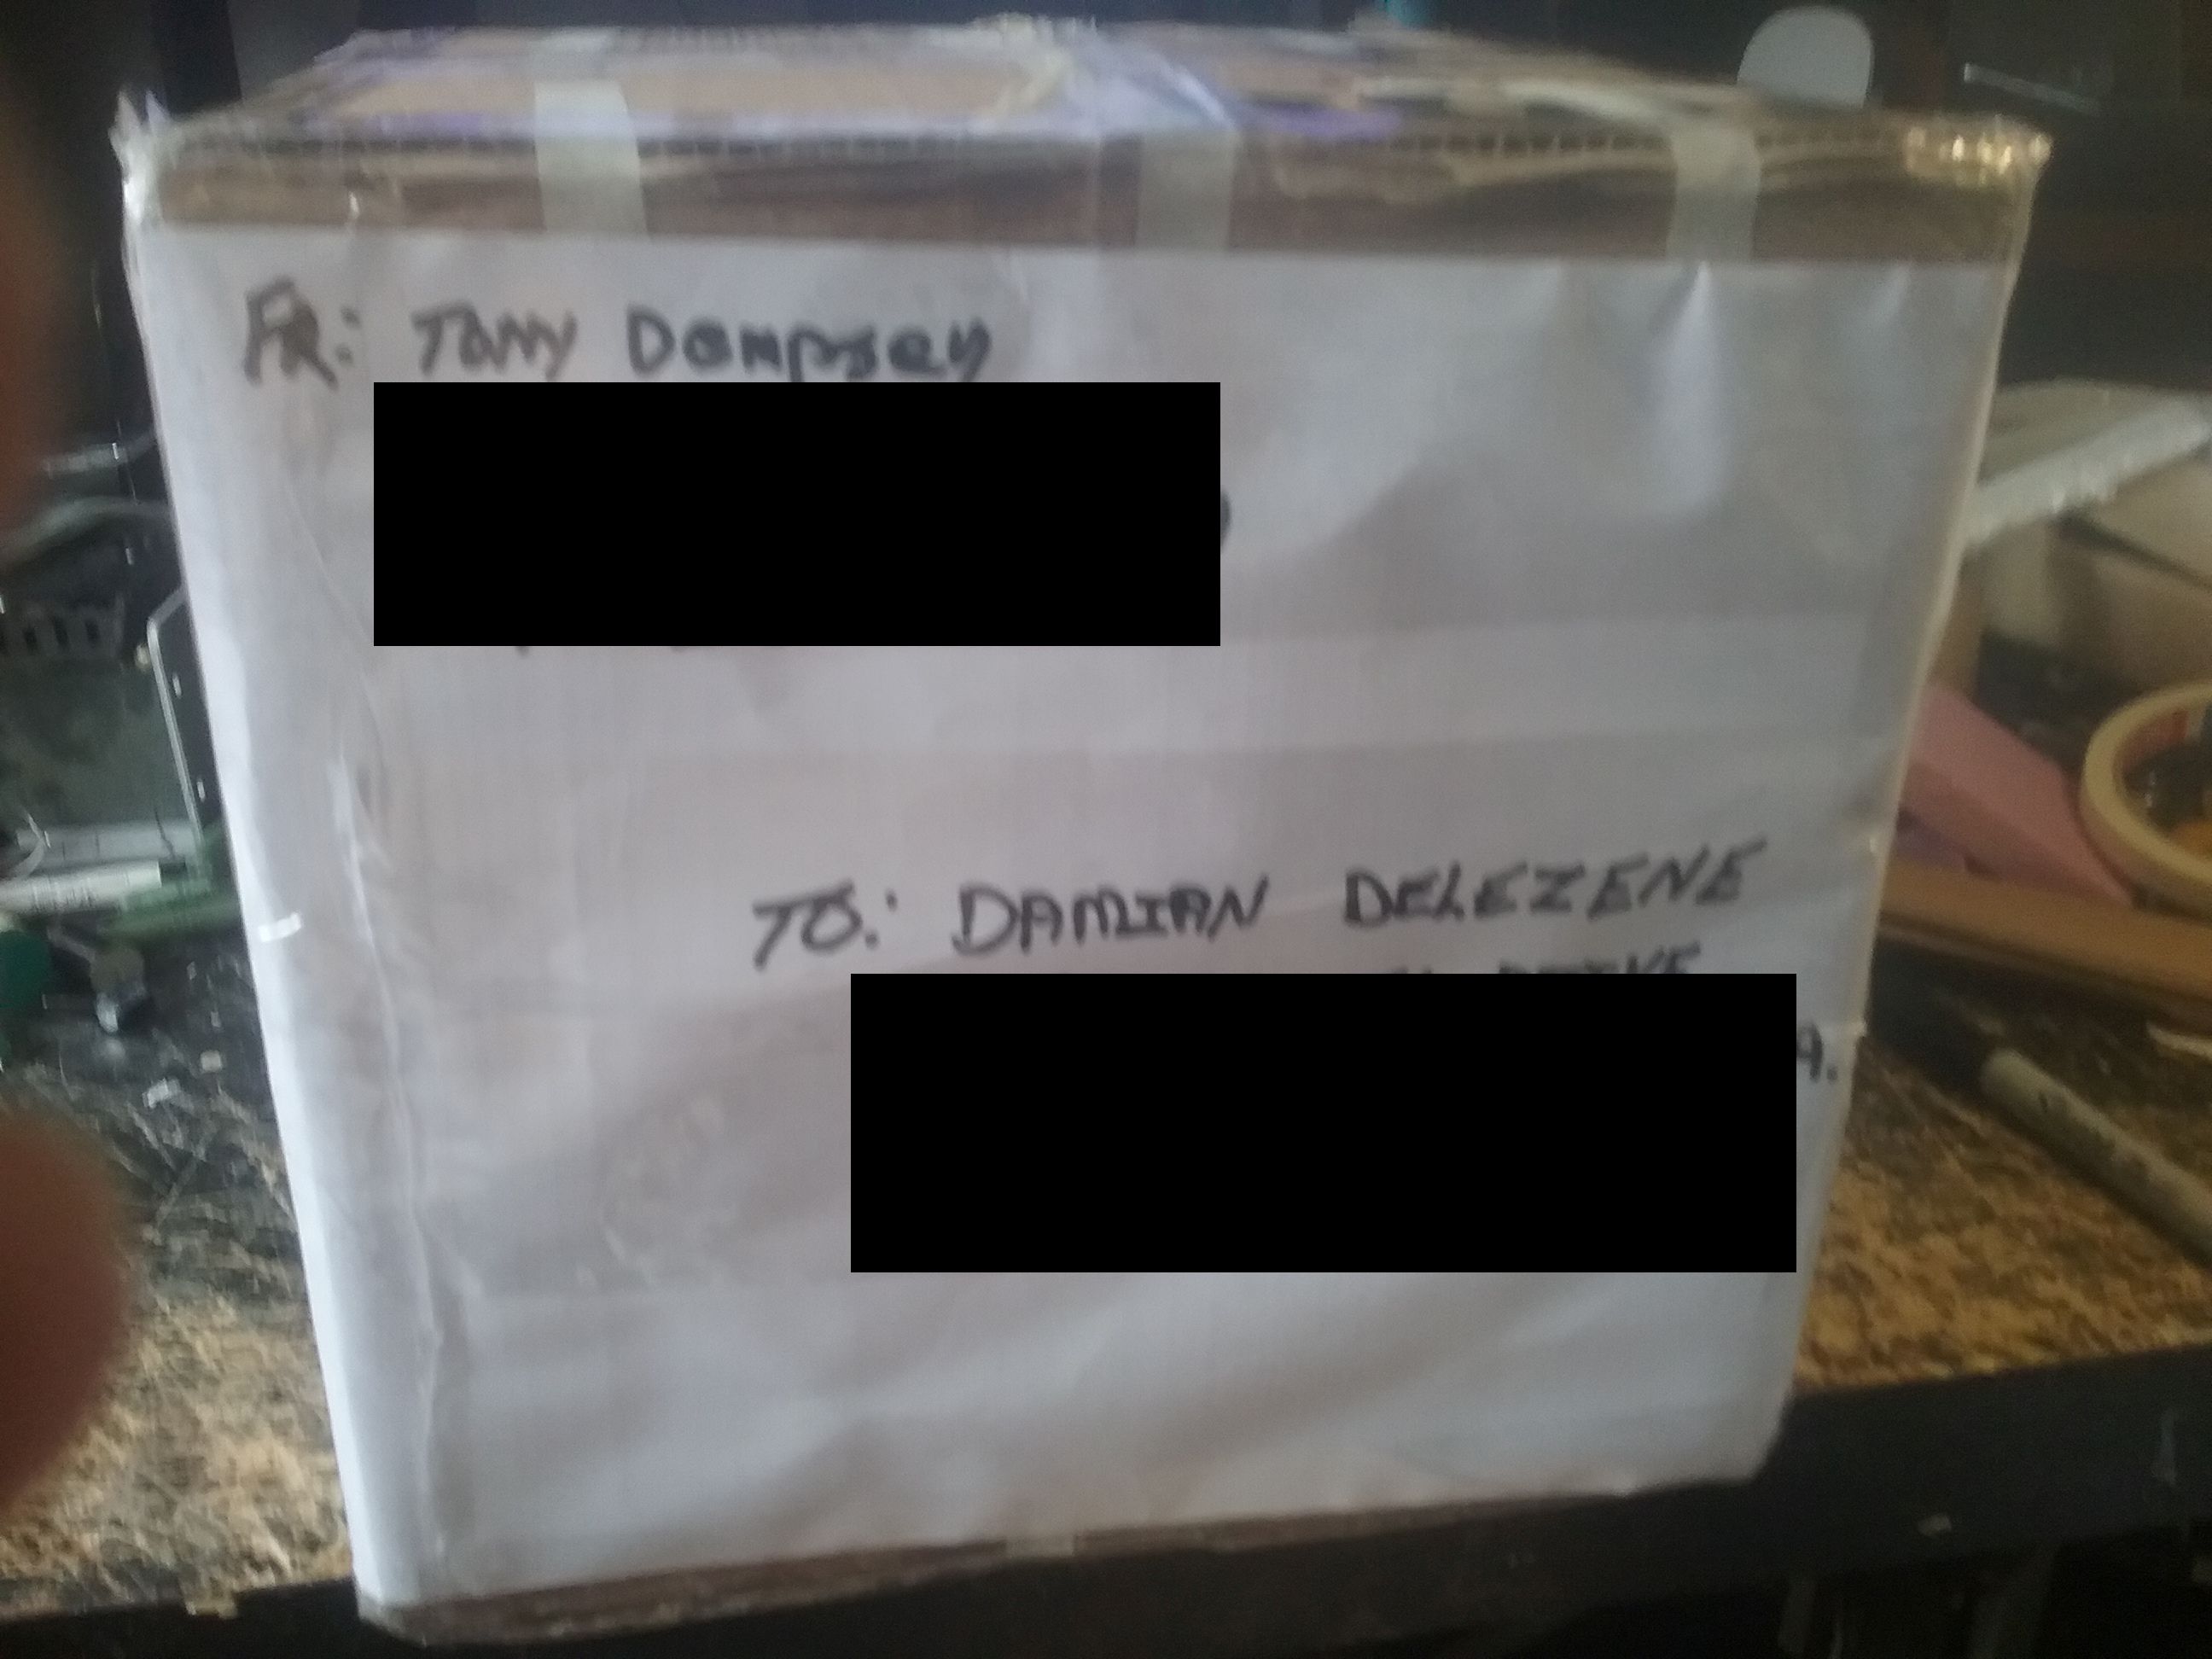 FR: TONY DEMPSEY
TO: DAMIAN DELEZENE